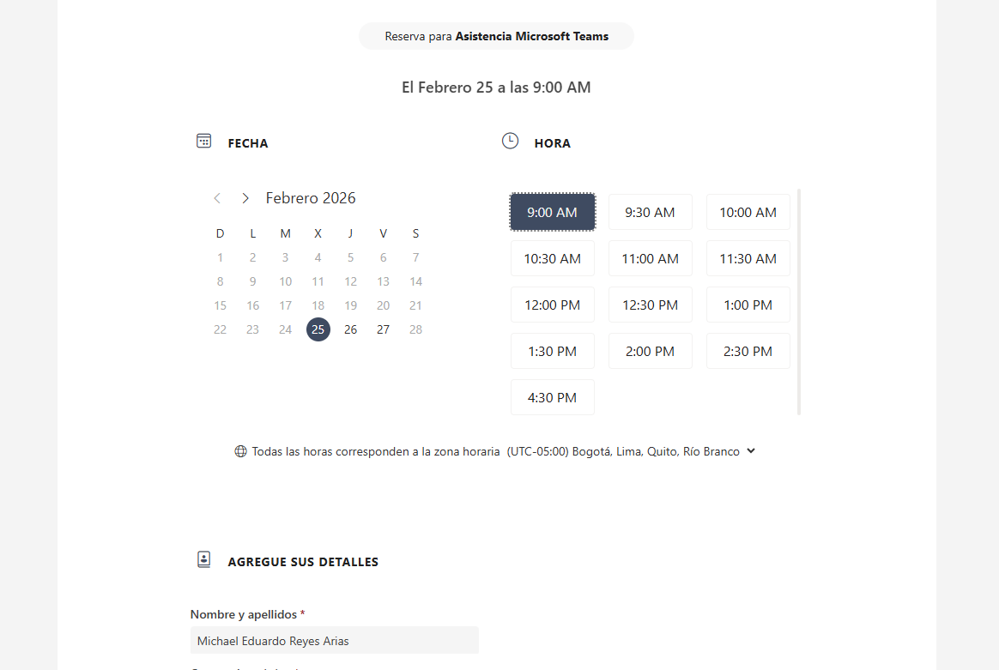 Reserva para Asistencia Microsoft Teams
El Febrero 25 a las 9:00 AM
FECHA
Febrero 2026
D L M X J V S
1 2 3 4 5 6 7
8 9 10 11 12 13 14
15 16 17 18 19 20 21
22 23 24 25 26 27 28
HORA
9:00 AM 9:30 AM 10:00 AM
10:30 AM 11:00 AM 11:30 AM
12:00 PM 12:30 PM 1:00 PM
1:30 PM 2:00 PM 2:30 PM
4:30 PM
Todas las horas corresponden a la zona horaria (UTC-05:00) Bogotá, Lima, Quito, Río Branco
AGREGUE SUS DETALLES
Nombre y apellidos *
Michael Eduardo Reyes Arias